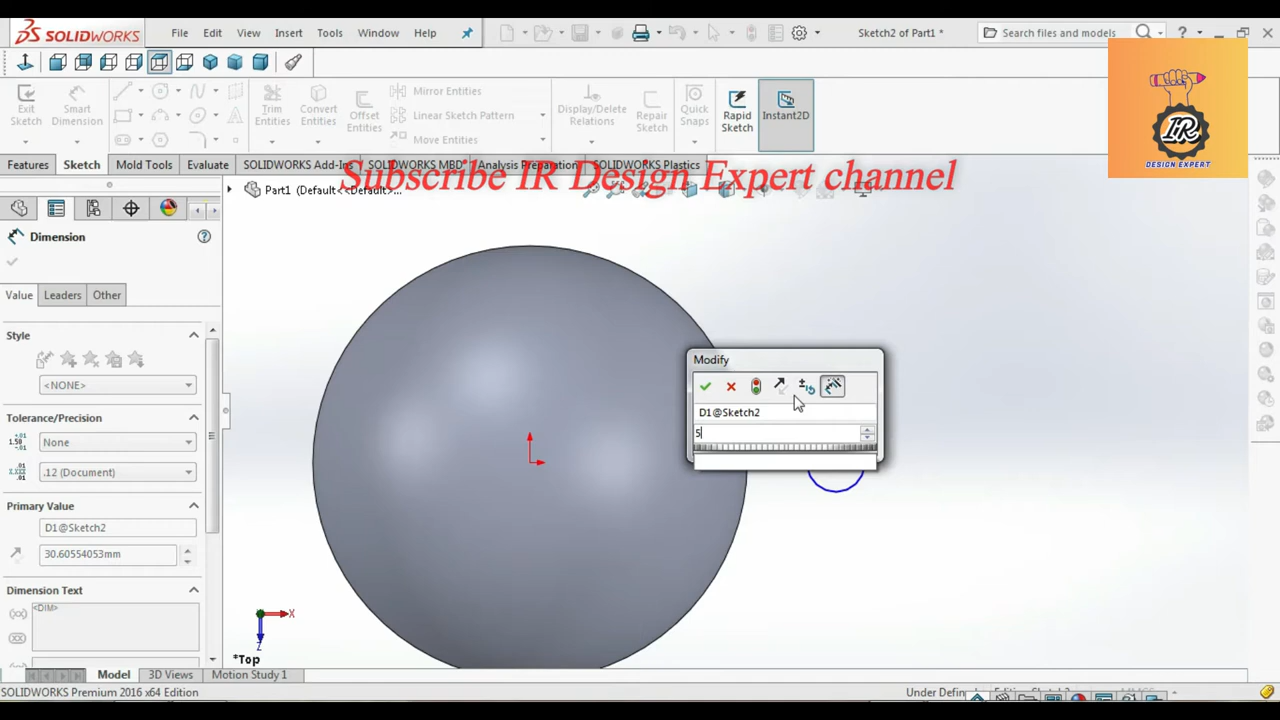 SOLIDWORKS File Edit View Insert Tools Window Help Sketch2 of Part1 * Search files and models ?
IR
DESIGN EXPERT
Exit Sketch Smart Dimension Trim Entities Convert Entities Offset Entities Mirror Entities Linear Sketch Pattern Move Entities Display/Delete Relations Repair Sketch Quick Snaps Rapid Sketch Instant2D
Features Sketch Mold Tools Evaluate SOLIDWORKS Add-Ins SOLIDWORKS MBD Analysis Preparation SOLIDWORKS Plastics
Subscribe IR Design Expert channel
Part1 (Default<<Default>...
Dimension ?
Value Leaders Other
Style
<NONE>
Tolerance/Precision
1.50
None
.12 (Document)
Primary Value
D1@Sketch2
30.60554053mm
Dimension Text
<DIM>
Modify
D1@Sketch2
5
X
Z
*Top
Model 3D Views Motion Study 1
SOLIDWORKS Premium 2016 x64 Edition
Editing Sketch2